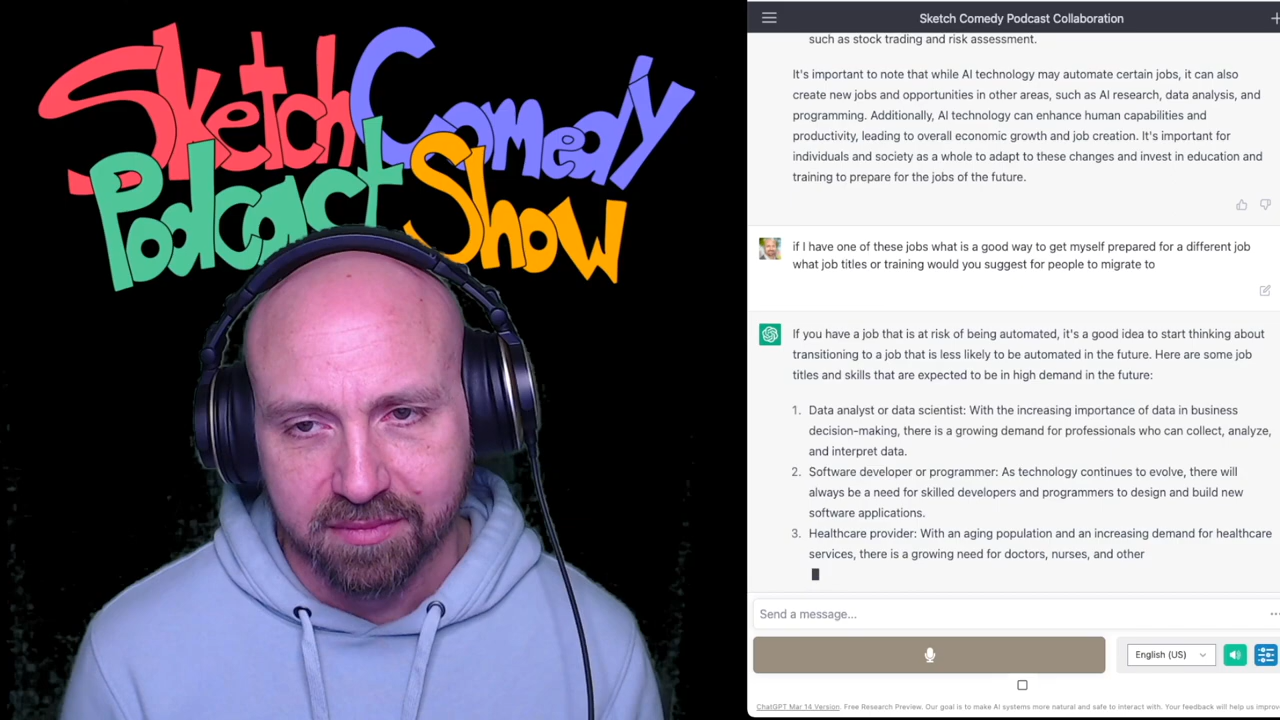 Sketch Comedy
Podcast Show
Sketch Comedy Podcast Collaboration
such as stock trading and risk assessment.
It's important to note that while AI technology may automate certain jobs, it can also
create new jobs and opportunities in other areas, such as AI research, data analysis, and
programming. Additionally, AI technology can enhance human capabilities and
productivity, leading to overall economic growth and job creation. It's important for
individuals and society as a whole to adapt to these changes and invest in education and
training to prepare for the jobs of the future.
if I have one of these jobs what is a good way to get myself prepared for a different job
what job titles or training would you suggest for people to migrate to
If you have a job that is at risk of being automated, it's a good idea to start thinking about
transitioning to a job that is less likely to be automated in the future. Here are some job
titles and skills that are expected to be in high demand in the future:
1. Data analyst or data scientist: With the increasing importance of data in business
decision-making, there is a growing demand for professionals who can collect, analyze,
and interpret data.
2. Software developer or programmer: As technology continues to evolve, there will
always be a need for skilled developers and programmers to design and build new
software applications.
3. Healthcare provider: With an aging population and an increasing demand for healthcare
services, there is a growing need for doctors, nurses, and other
Send a message...
English (US)
ChatGPT Mar 14 Version. Free Research Preview. Our goal is to make AI systems more natural and safe to interact with. Your feedback will help us